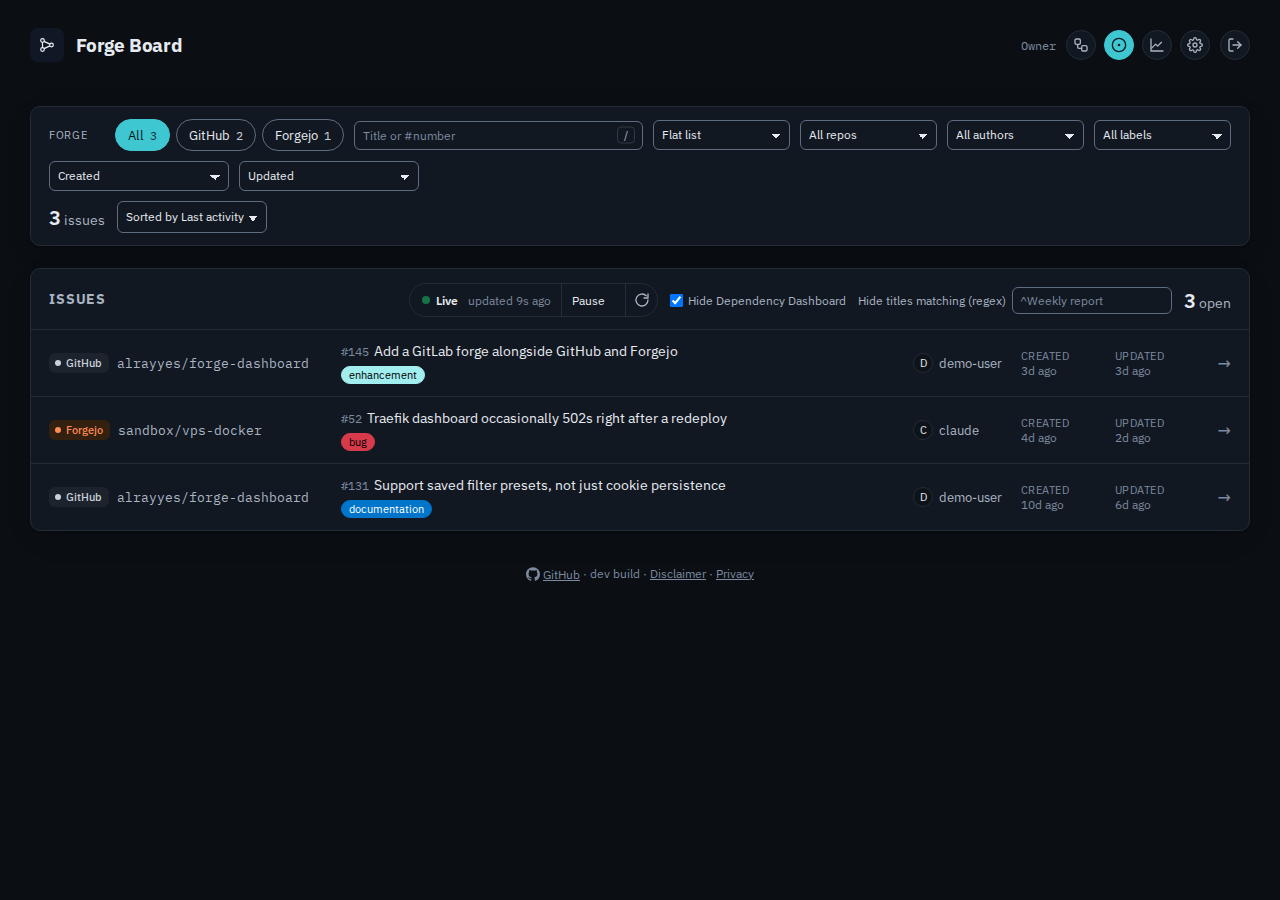 Forge Board
Owner
FORGE All 3 GitHub 2 Forgejo 1 Title or #number / Flat list All repos All authors All labels
Created Updated
3 issues Sorted by Last activity
ISSUES Live updated 9s ago Pause Hide Dependency Dashboard Hide titles matching (regex) ^Weekly report 3 open
GitHub alrayyes/forge-dashboard #145 Add a GitLab forge alongside GitHub and Forgejo D demo-user CREATED UPDATED →
enhancement 3d ago 3d ago
Forgejo sandbox/vps-docker #52 Traefik dashboard occasionally 502s right after a redeploy C claude CREATED UPDATED →
bug 4d ago 2d ago
GitHub alrayyes/forge-dashboard #131 Support saved filter presets, not just cookie persistence D demo-user CREATED UPDATED →
documentation 10d ago 6d ago
GitHub · dev build · Disclaimer · Privacy